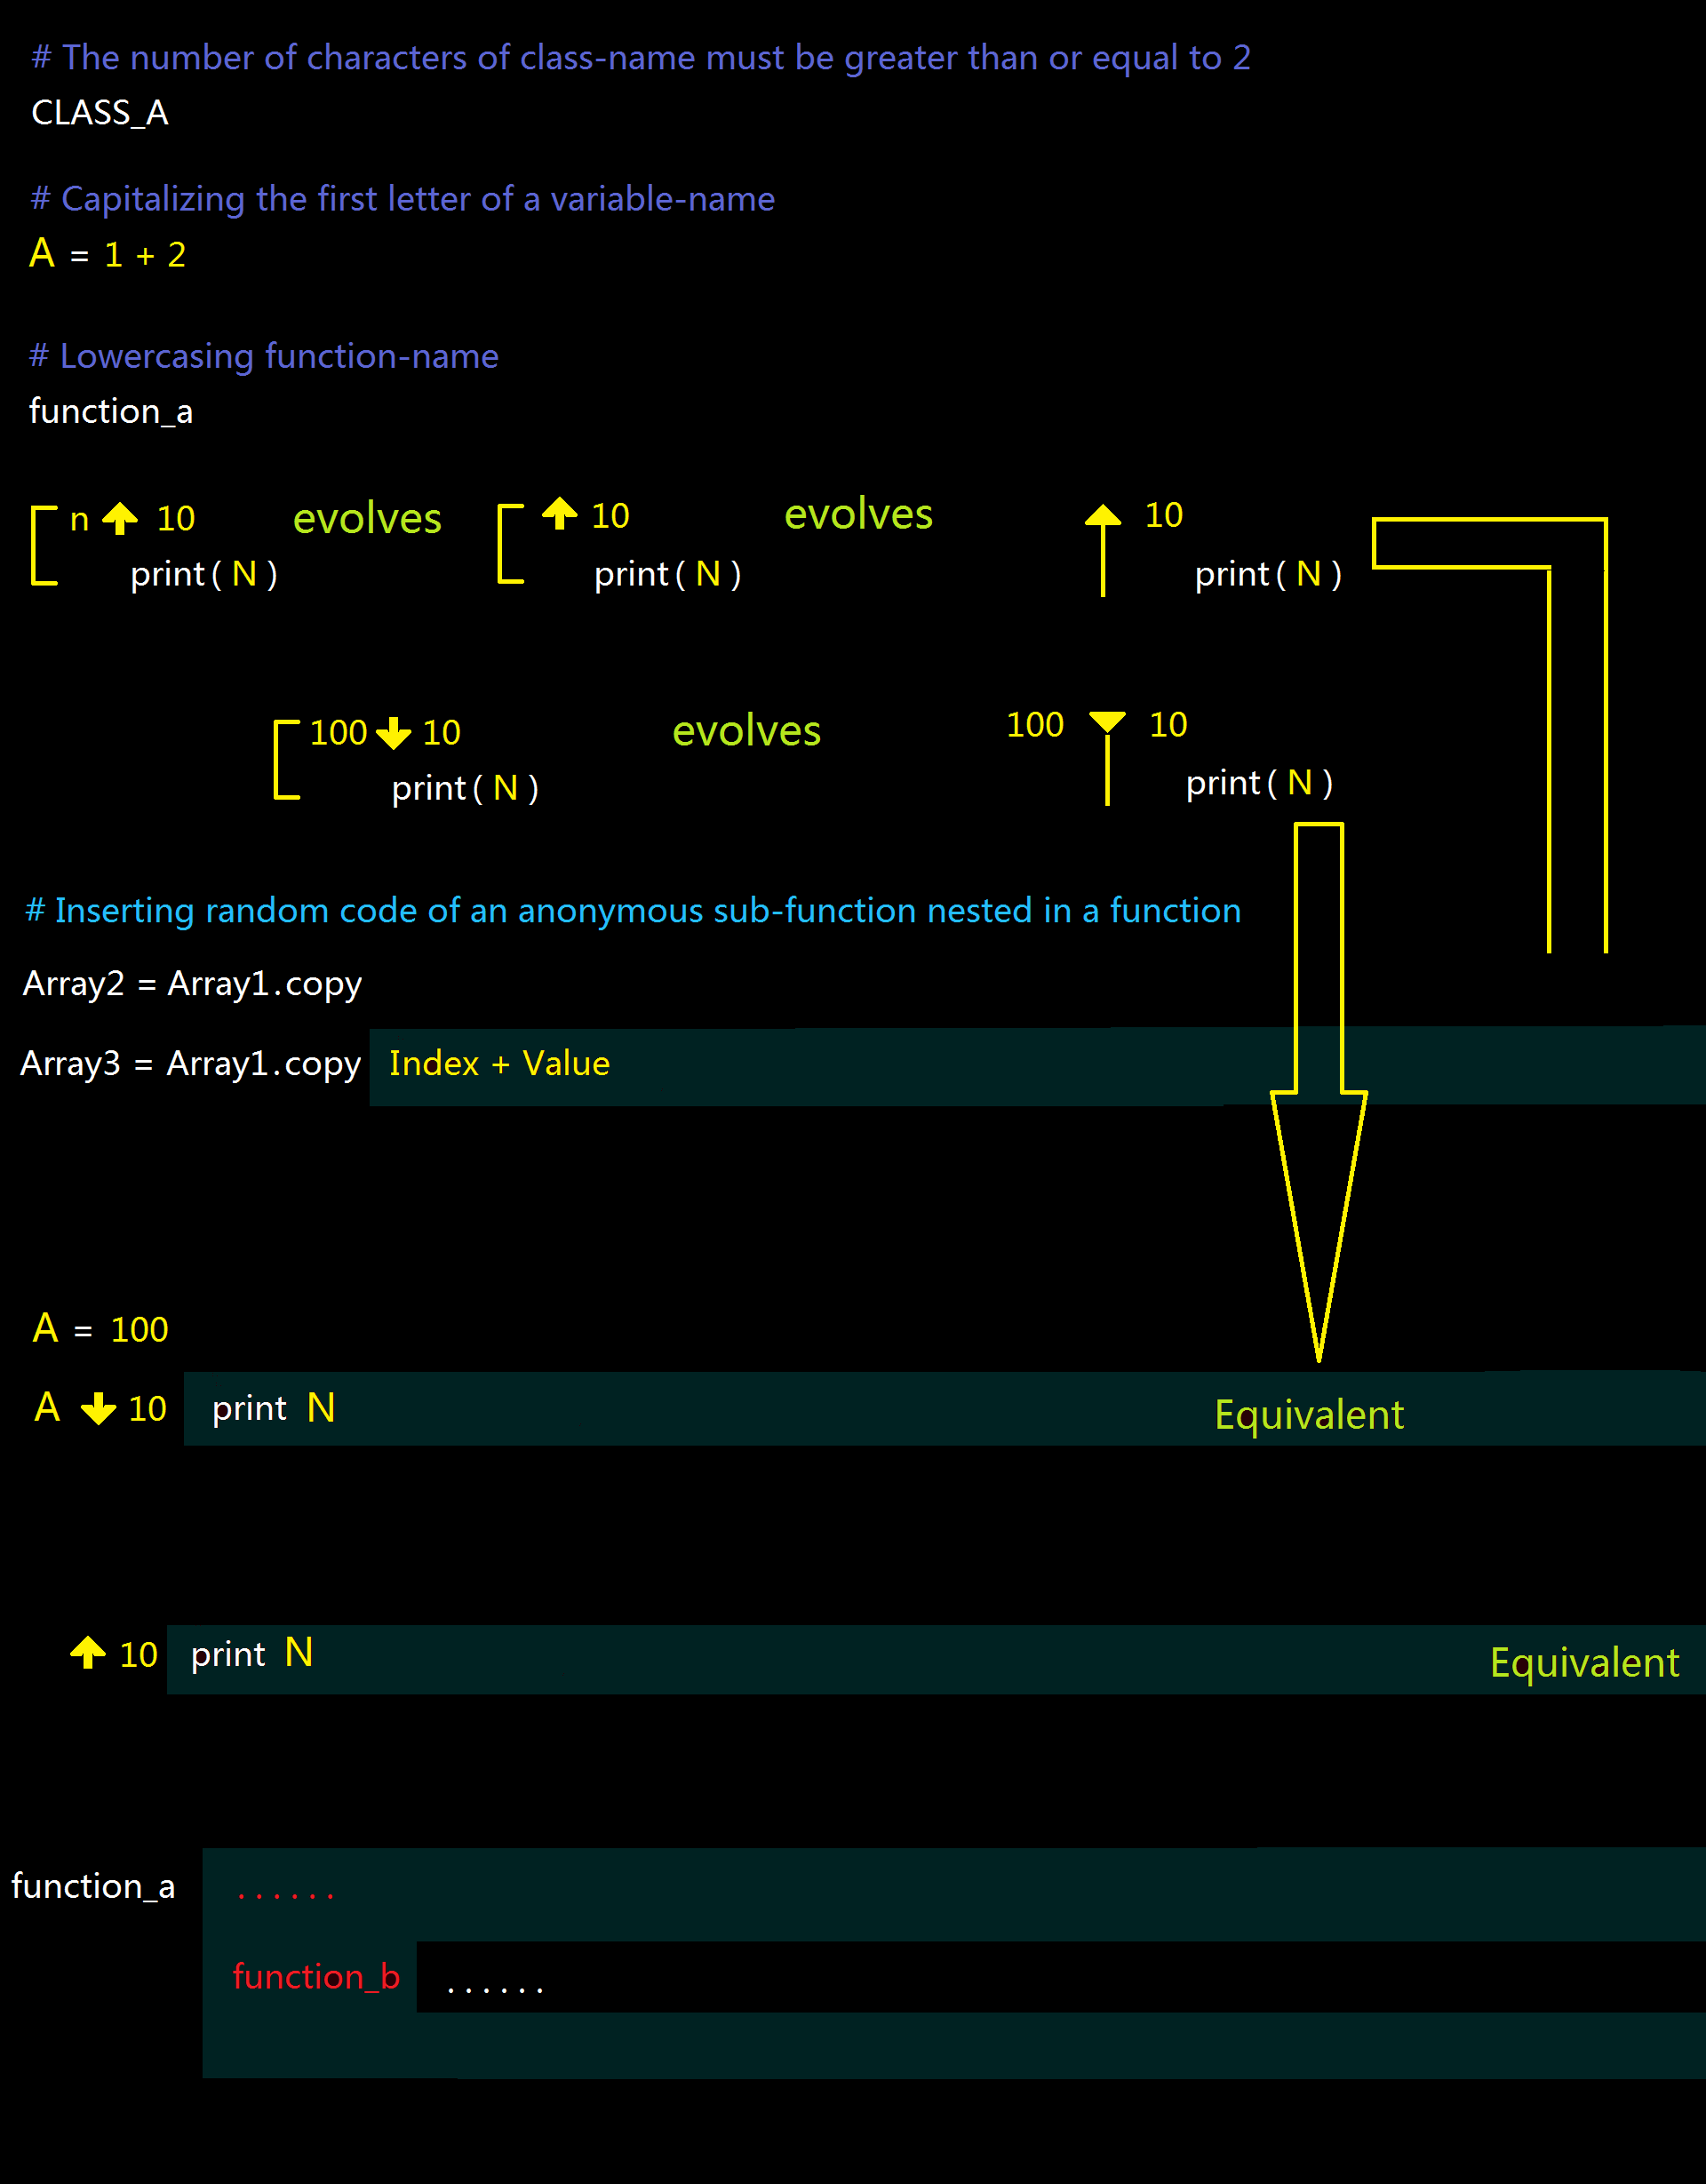 # The number of characters of class-name must be greater than or equal to 2
CLASS_A
# Capitalizing the first letter of a variable-name
A = 1 + 2
# Lowercasing function-name
function_a
n 10 evolves 10 evolves 10
print ( N ) print ( N ) print ( N )
100 10 evolves 100 10
print ( N ) print ( N )
# Inserting random code of an anonymous sub-function nested in a function
Array2 = Array1.copy
Array3 = Array1.copy Index + Value
A = 100
A 10 print N Equivalent
10 print N Equivalent
function_a ......
function_b ......